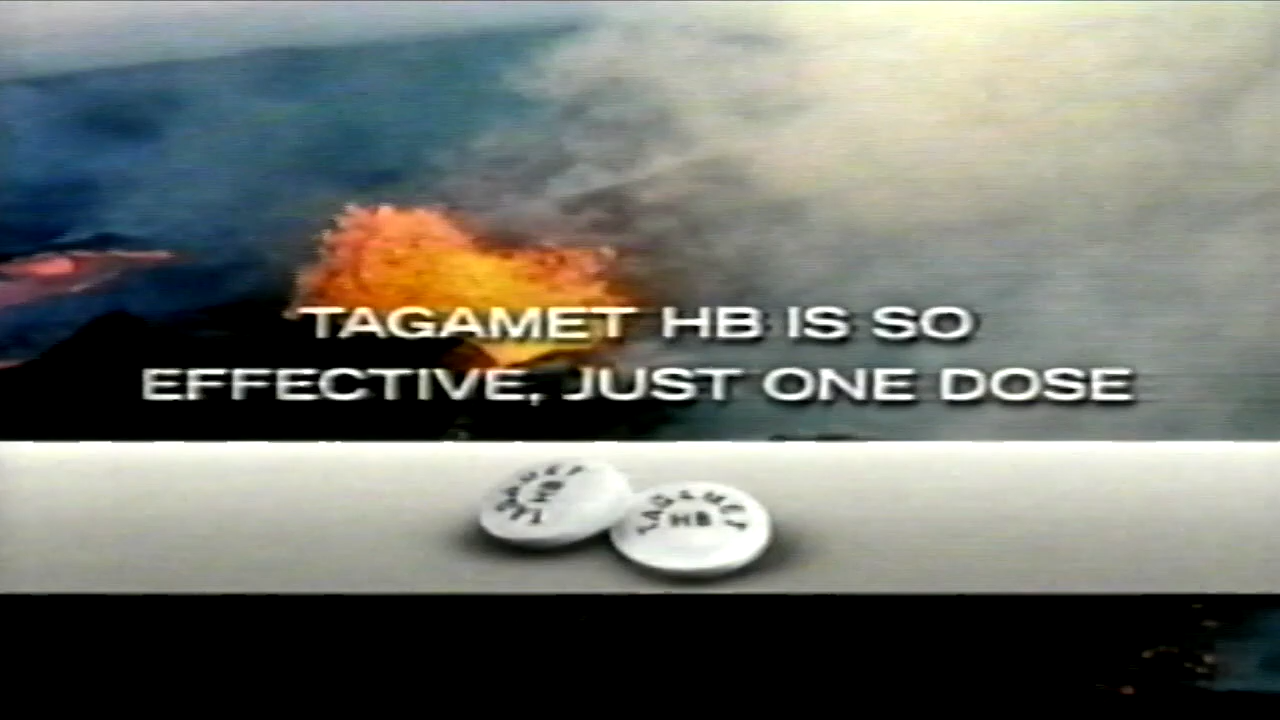 TAGAMET HB IS SO
EFFECTIVE, JUST ONE DOSE
TAGAMET
HB
TAGAMET
HB